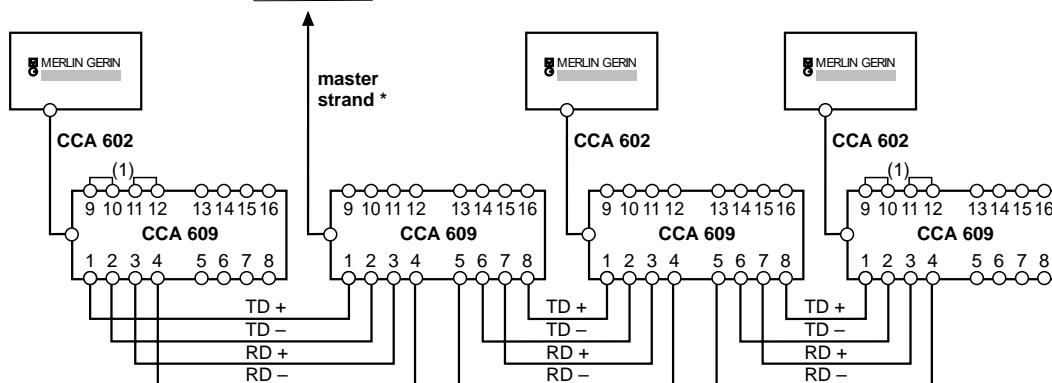 MERLIN GERIN
MERLIN GERIN
MERLIN GERIN
master
strand *
CCA 602
CCA 602
CCA 602
(1)
(1)
9 10 11 12 13 14 15 16
9 10 11 12 13 14 15 16
9 10 11 12 13 14 15 16
9 10 11 12 13 14 15 16
CCA 609
CCA 609
CCA 609
CCA 609
1 2 3 4 5 6 7 8
1 2 3 4 5 6 7 8
1 2 3 4 5 6 7 8
1 2 3 4 5 6 7 8
TD +
TD +
TD +
TD –
TD –
TD –
RD +
RD +
RD +
RD –
RD –
RD –